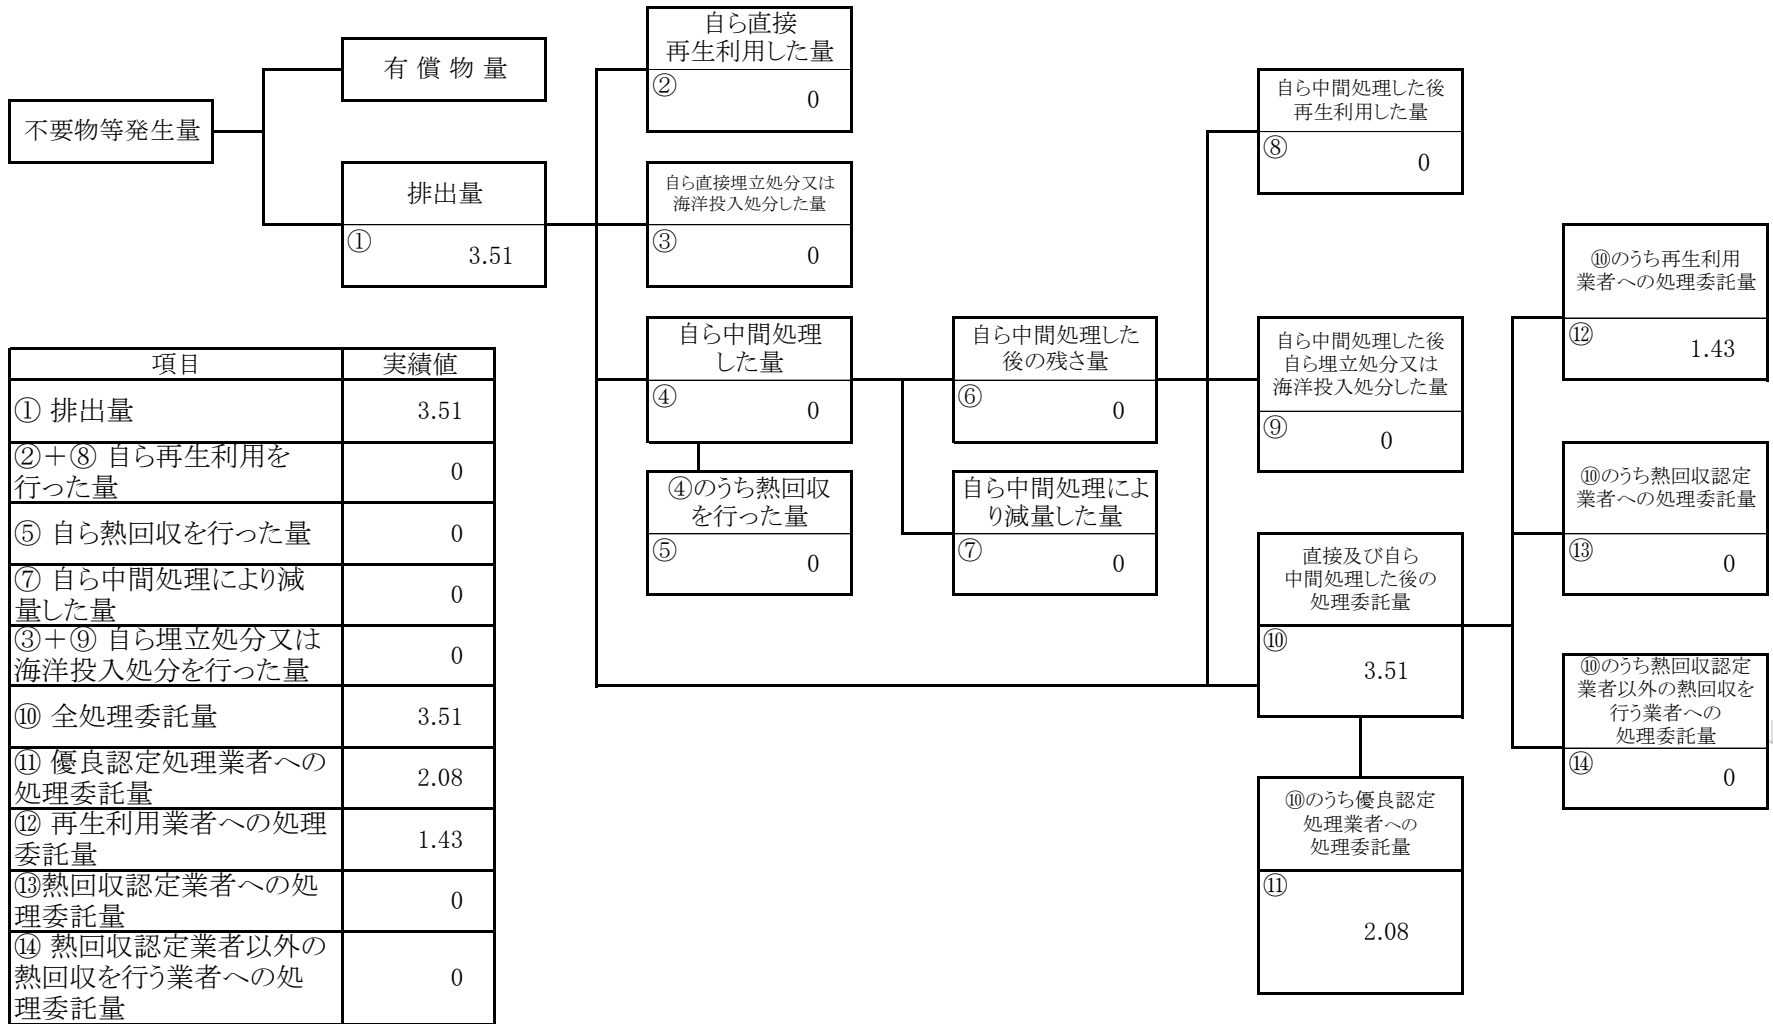 不要物等発生量
有 償 物 量
排出量
①
3.51
自ら直接
再生利用した量
②
0
自ら直接埋立処分又は
海洋投入処分した量
③
0
自ら中間処理
した量
④
0
④のうち熱回収
を行った量
⑤
0
自ら中間処理した
後の残さ量
⑥
0
自ら中間処理によ
り減量した量
⑦
0
自ら中間処理した後
再生利用した量
⑧
0
自ら中間処理した後
自ら埋立処分又は
海洋投入処分した量
⑨
0
直接及び自ら
中間処理した後の
処理委託量
⑩
3.51
⑩のうち優良認定
処理業者への
処理委託量
⑪
2.08
⑩のうち再生利用
業者への処理委託量
⑫
1.43
⑩のうち熱回収認定
業者への処理委託量
⑬
0
⑩のうち熱回収認定
業者以外の熱回収を
行う業者への
処理委託量
⑭
0
項目 実績値
① 排出量 3.51
②＋⑧ 自ら再生利用を
行った量 0
⑤ 自ら熱回収を行った量 0
⑦ 自ら中間処理により減
量した量 0
③＋⑨ 自ら埋立処分又は
海洋投入処分を行った量 0
⑩ 全処理委託量 3.51
⑪ 優良認定処理業者への
処理委託量 2.08
⑫ 再生利用業者への処理
委託量 1.43
⑬熱回収認定業者への処
理委託量 0
⑭ 熱回収認定業者以外の
熱回収を行う業者への処
理委託量 0